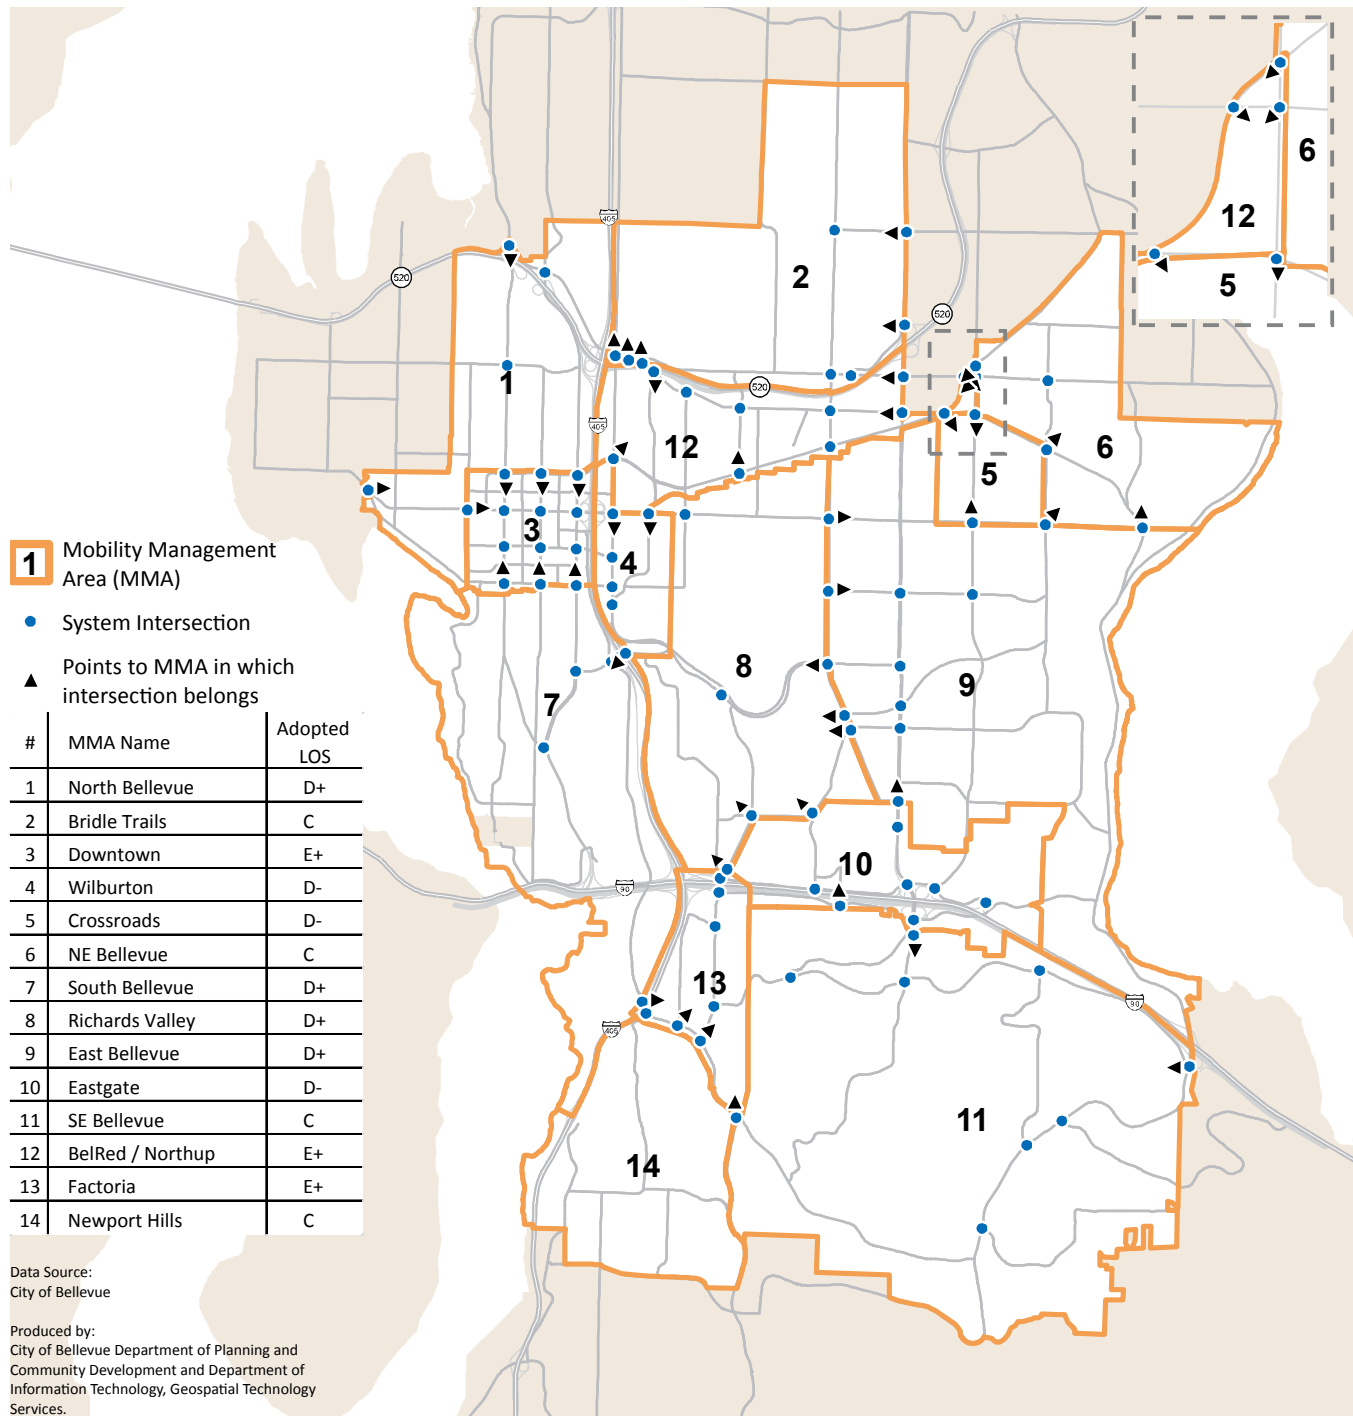 405
520
2
12
6
5
520
520
1
405
520
12
6
5
3
1
Mobility Management
Area (MMA)
System Intersection
Points to MMA in which
intersection belongs
4
8
9
7
# MMA Name Adopted LOS
1 North Bellevue D+
2 Bridle Trails C
3 Downtown E+
4 Wilburton D-
5 Crossroads D-
6 NE Bellevue C
7 South Bellevue D+
8 Richards Valley D+
9 East Bellevue D+
10 Eastgate D-
11 SE Bellevue C
12 BelRed / Northup E+
13 Factoria E+
14 Newport Hills C
10
90
13
90
405
11
14
Data Source:
City of Bellevue
Produced by:
City of Bellevue Department of Planning and
Community Development and Department of
Information Technology, Geospatial Technology
Services.